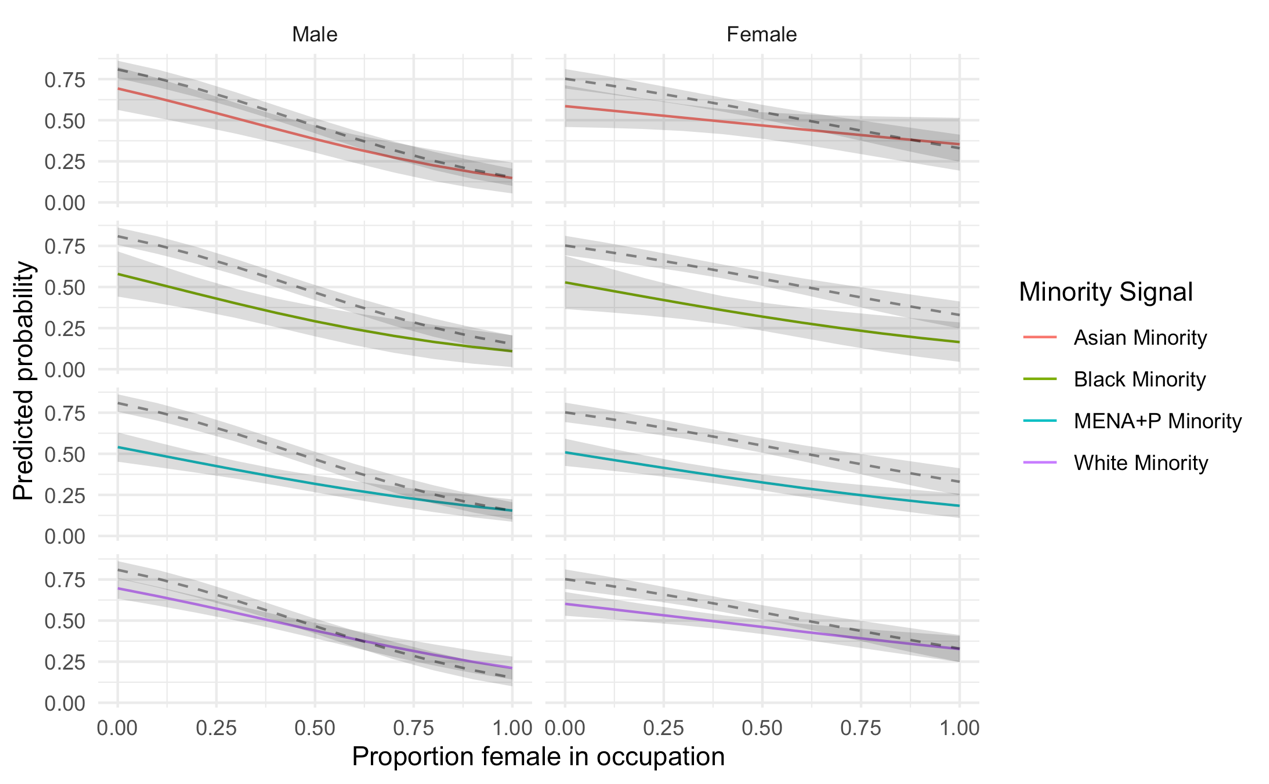 Male Female
0.75
0.50
0.25
0.00
0.75
0.50
0.25
0.00
0.75
0.50
0.25
0.00
0.75
0.50
0.25
0.00
Predicted probability
0.00 0.25 0.50 0.75 1.00 0.00 0.25 0.50 0.75 1.00
Proportion female in occupation
Minority Signal
Asian Minority
Black Minority
MENA+P Minority
White Minority